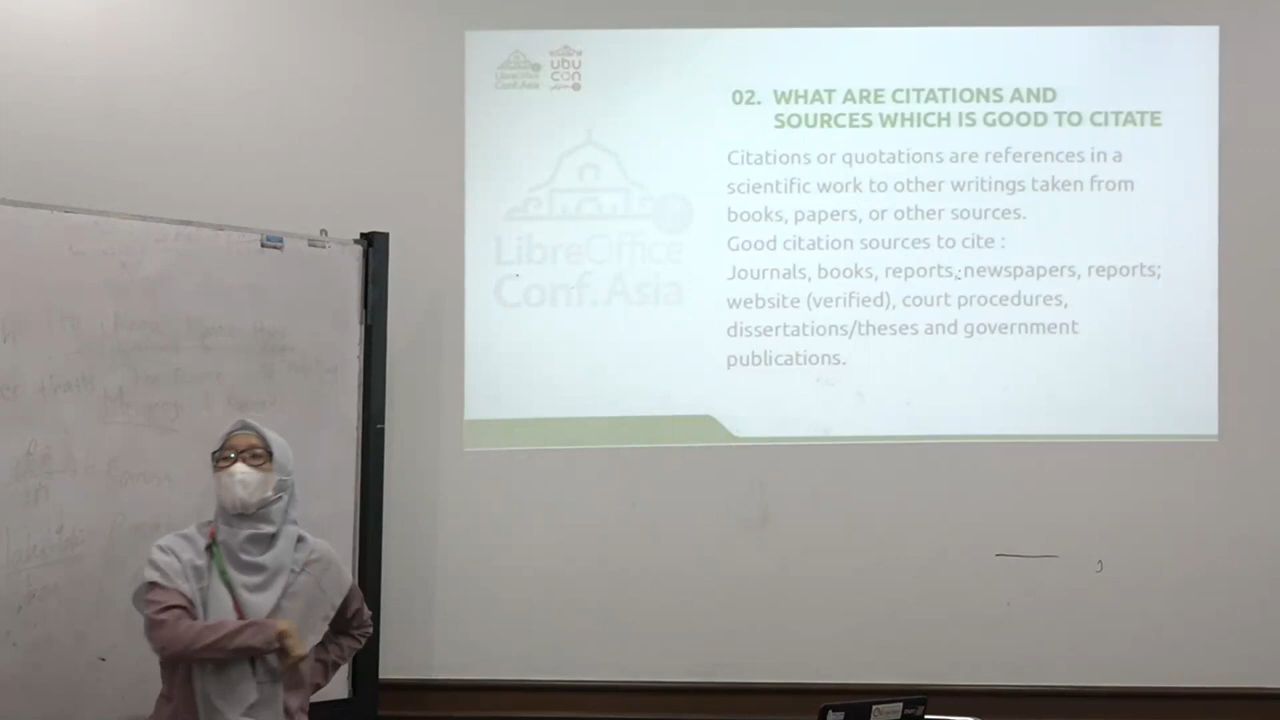 LibreOffice
Conf.Asia
ubu
con
02. WHAT ARE CITATIONS AND
SOURCES WHICH IS GOOD TO CITATE
Citations or quotations are references in a
scientific work to other writings taken from
books, papers, or other sources.
Good citation sources to cite :
Journals, books, reports, newspapers, reports;
website (verified), court procedures,
dissertations/theses and government
publications.
LibreOffice
Conf.Asia